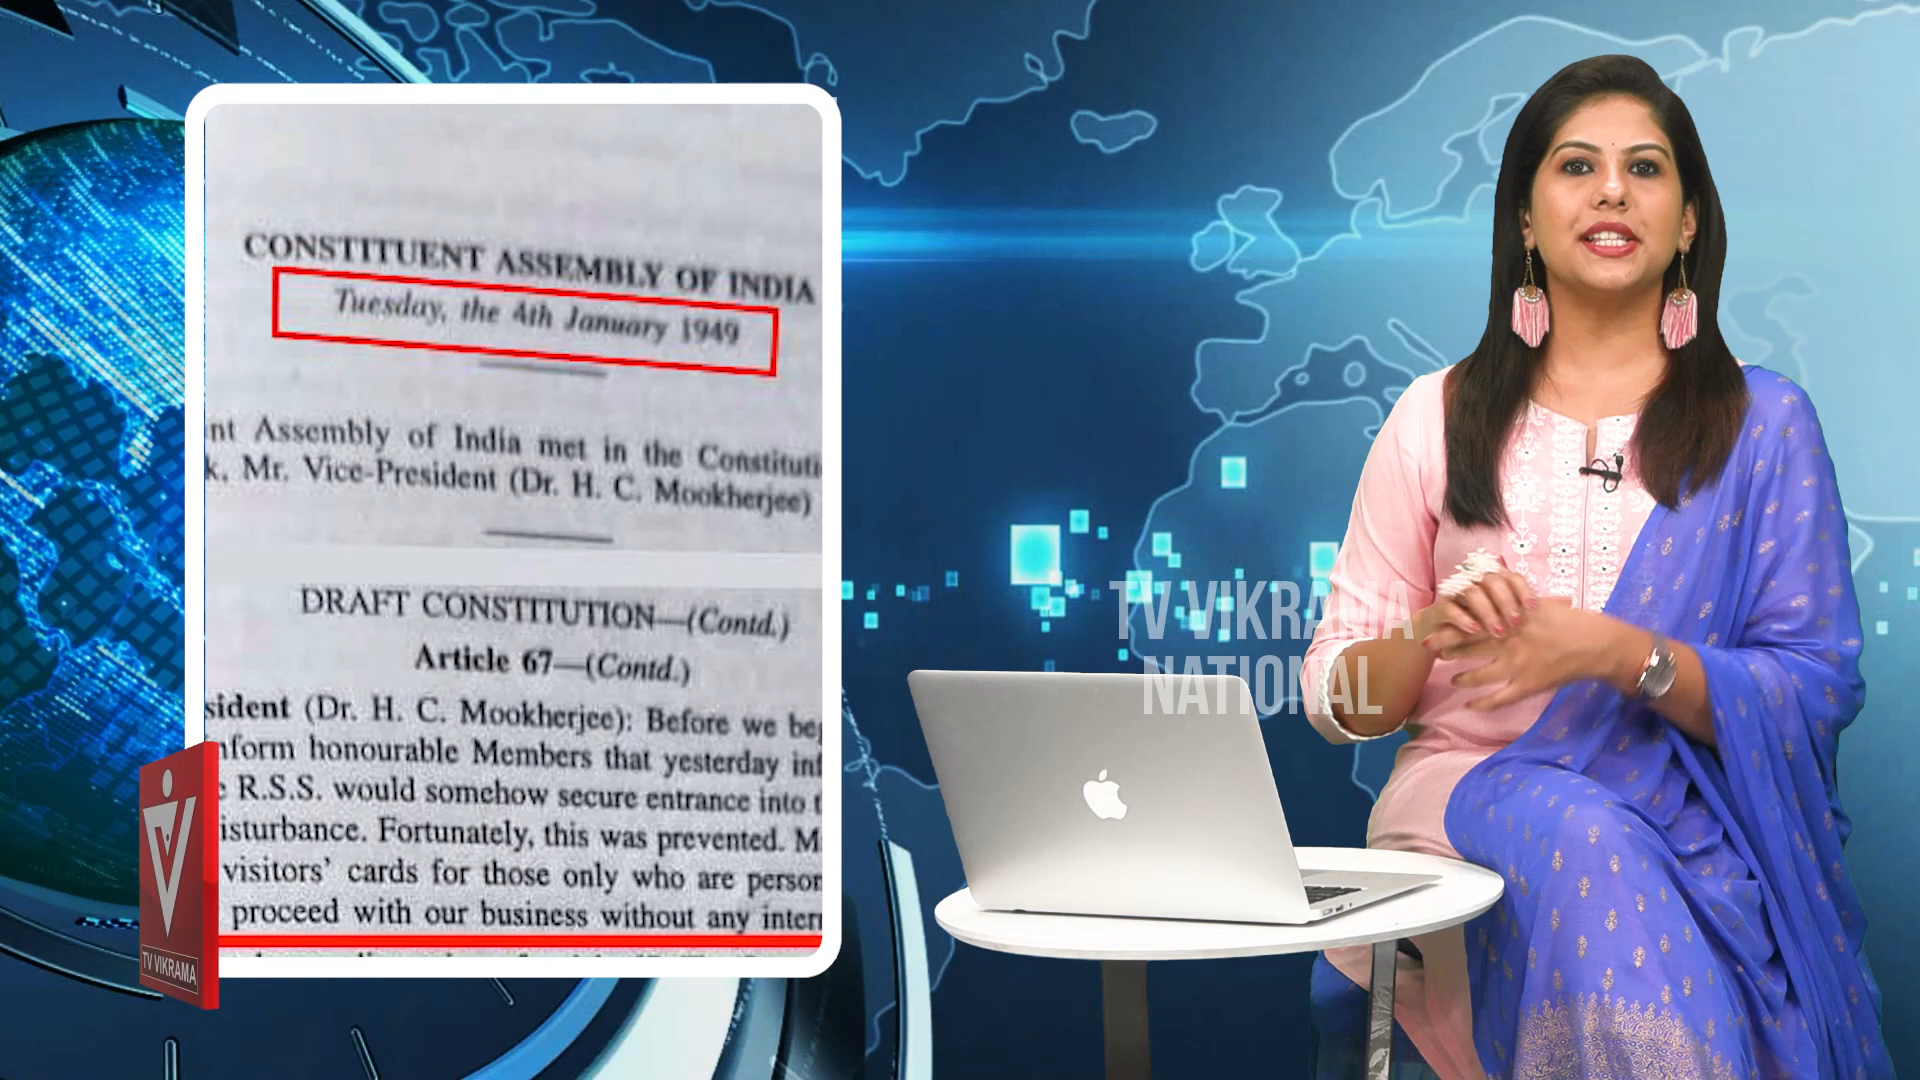 CONSTITUENT ASSEMBLY OF INDIA
Tuesday, the 4th January 1949
nt Assembly of India met in the Constituti
k, Mr. Vice-President (Dr. H. C. Mookherjee)
DRAFT CONSTITUTION—(Contd.)
Article 67—(Contd.)
sident (Dr. H. C. Mookherjee): Before we beg
nform honourable Members that yesterday inf
R.S.S. would somehow secure entrance into t
isturbance. Fortunately, this was prevented. M
visitors' cards for those only who are person
proceed with our business without any interr
TV VIKRAMA
TV VIKRAMA
NATIONAL